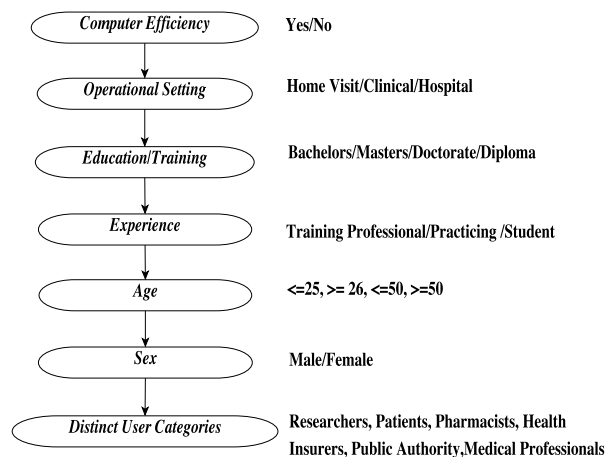 Computer Efficiency
Yes/No
Operational Setting
Home Visit/Clinical/Hospital
Education/Training
Bachelors/Masters/Doctorate/Diploma
Experience
Training Professional/Practicing /Student
Age
<=25, >= 26, <=50, >=50
Sex
Male/Female
Distinct User Categories
Researchers, Patients, Pharmacists, Health
Insurers, Public Authority,Medical Professionals